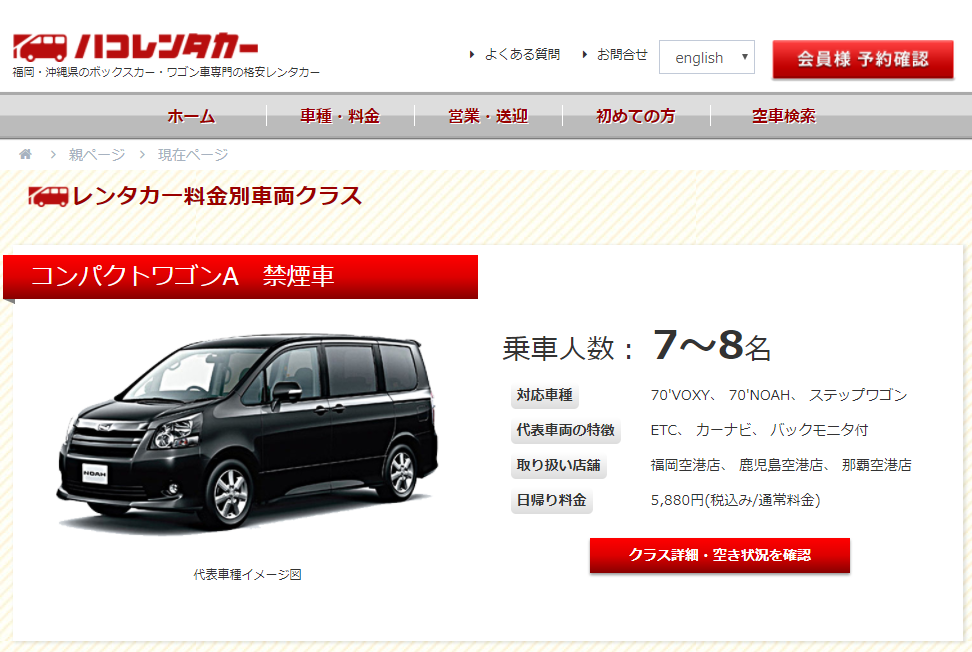 ハコレンタカー
福岡・沖縄県のボックスカー・ワゴン車専門の格安レンタカー
よくある質問 お問合せ english 会員様 予約確認
ホーム 車種・料金 営業・送迎 初めての方 空車検索
親ページ 現在ページ
レンタカー料金別車両クラス
コンパクトワゴンA 禁煙車
乗車人数： 7〜8名
対応車種 70'VOXY、 70'NOAH、 ステップワゴン
代表車両の特徴 ETC、 カーナビ、 バックモニタ付
取り扱い店舗 福岡空港店、 鹿児島空港店、 那覇空港店
日帰り料金 5,880円(税込み/通常料金)
クラス詳細・空き状況を確認
NOAH
代表車種イメージ図